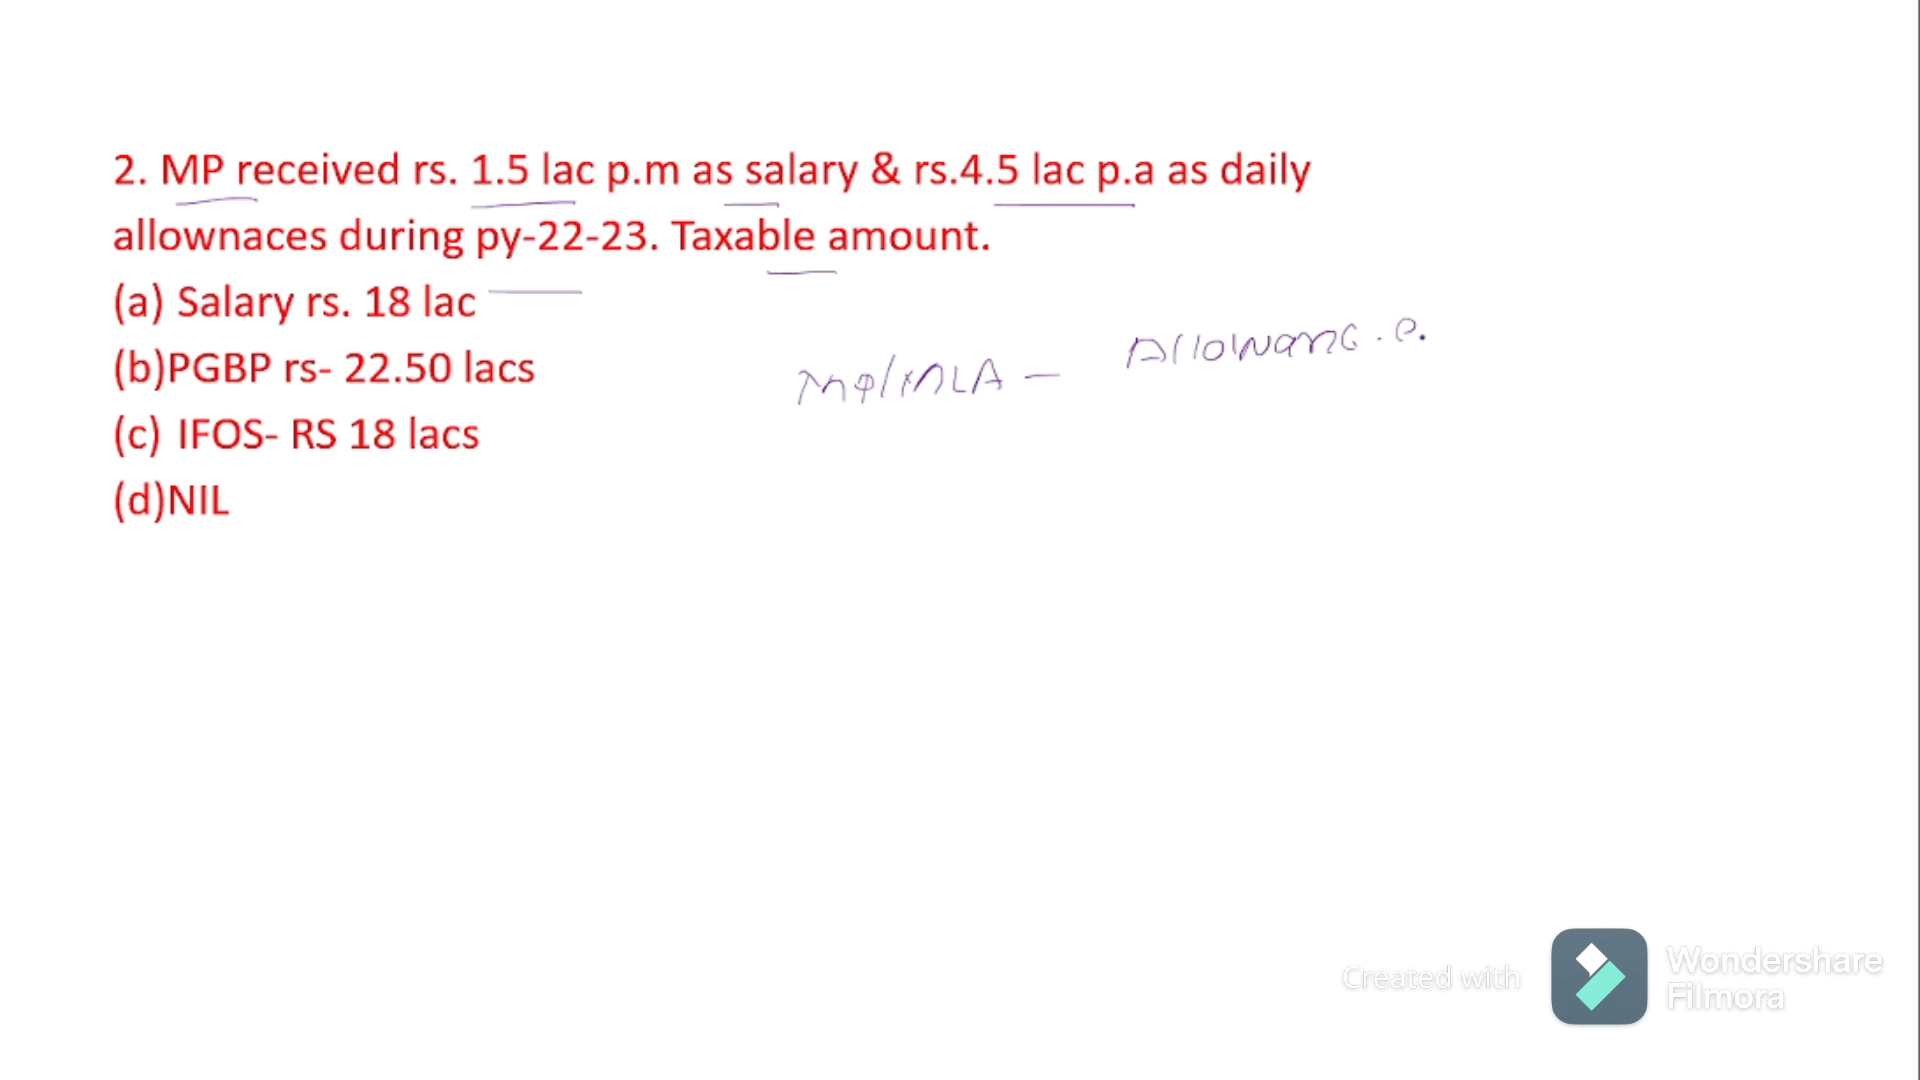 2. MP received rs. 1.5 lac p.m as salary & rs.4.5 lac p.a as daily
allownaces during py-22-23. Taxable amount.
(a) Salary rs. 18 lac
(b)PGBP rs- 22.50 lacs
(c) IFOS- RS 18 lacs
(d)NIL
MP/MLA - Allowance.
Created with Wondershare Filmora